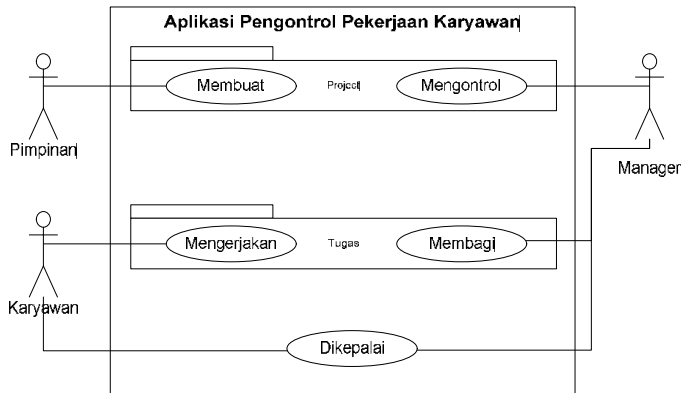 Aplikasi Pengontrol Pekerjaan Karyawan
Membuat
Project
Mengontrol
Pimpinan
Manager
Mengerjakan
Tugas
Membagi
Karyawan
Dikepalai